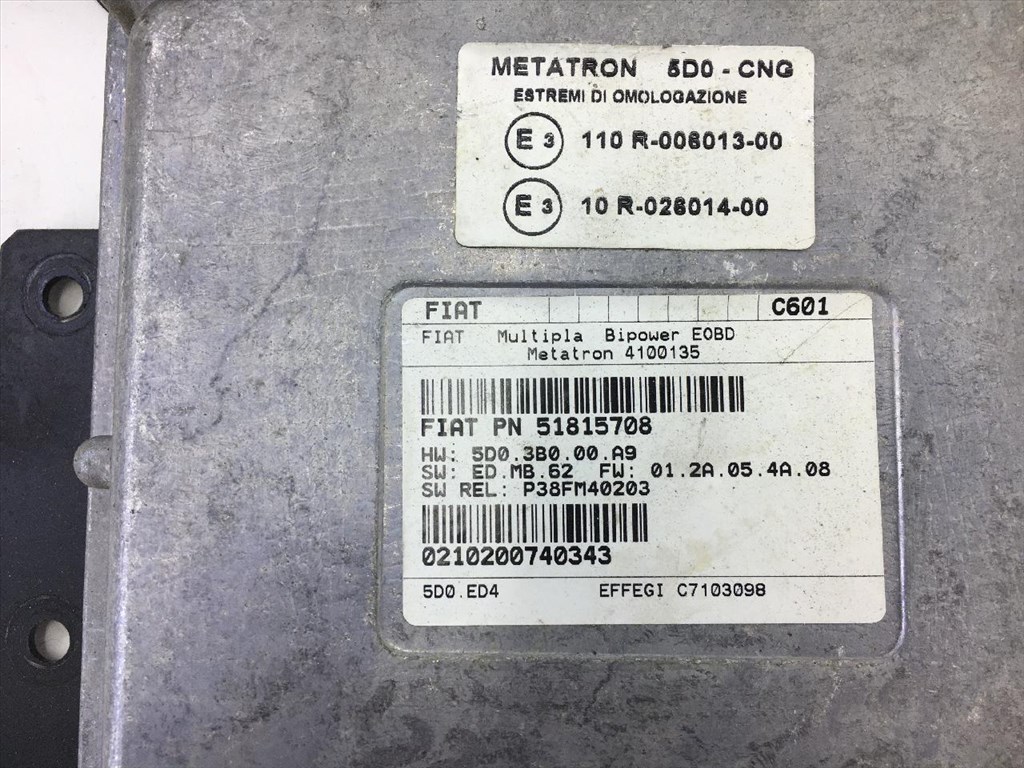 METATRON 5D0 - CNG
ESTREMI DI OMOLOGAZIONE
E 3 110 R-006013-00
E 3 10 R-026014-00
FIAT C601
FIAT Multipla Bipower EOBD
Metatron 4100135
FIAT PN 51815708
HW: 5D0.3B0.00.A9
SW: ED.MB.62 FW: 01.2A.05.4A.08
SW REL: P38FM40203
0210200740343
5D0.ED4 EFFEGI C7103098